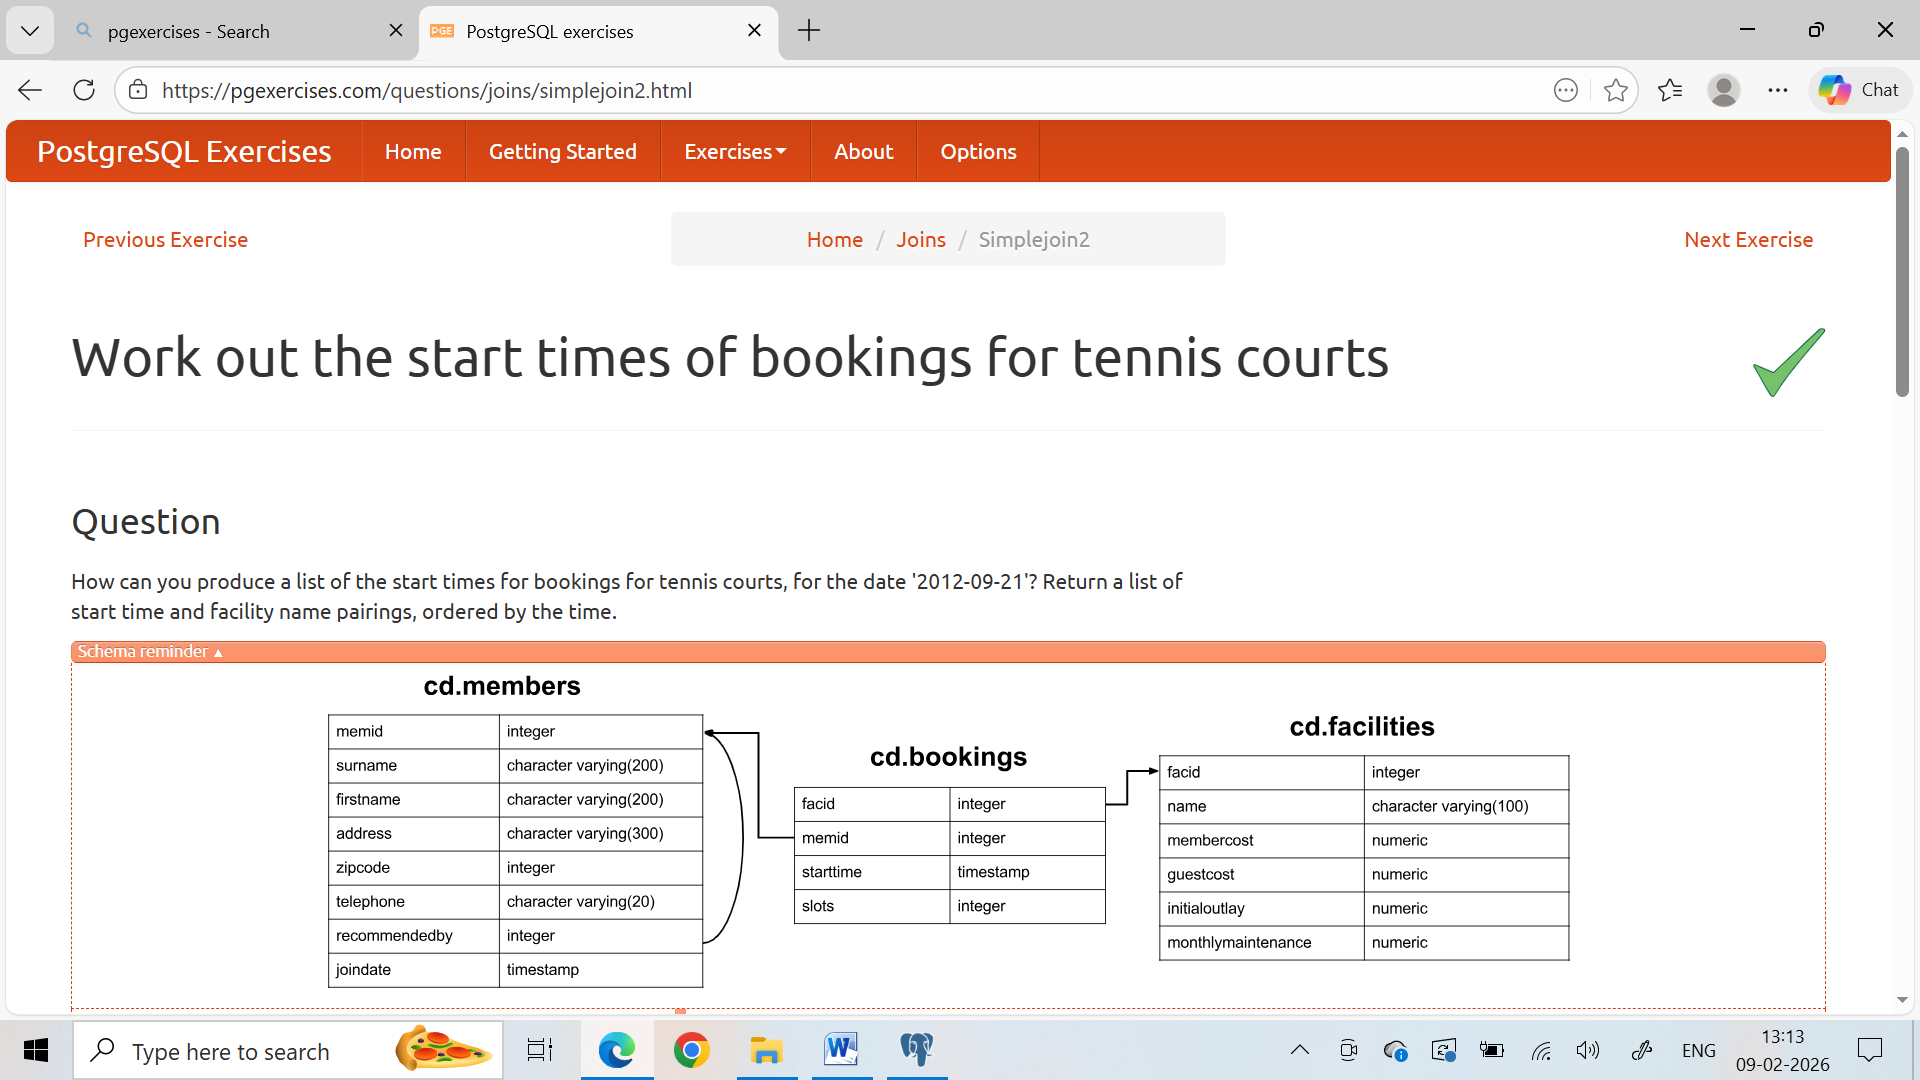 pgexercises - Search
PGE PostgreSQL exercises
https://pgexercises.com/questions/joins/simplejoin2.html
Chat
PostgreSQL Exercises Home Getting Started Exercises About Options
Previous Exercise
Home / Joins / Simplejoin2
Next Exercise
Work out the start times of bookings for tennis courts
Question
How can you produce a list of the start times for bookings for tennis courts, for the date '2012-09-21'? Return a list of
start time and facility name pairings, ordered by the time.
Schema reminder ▲
cd.members
memid integer
surname character varying(200)
firstname character varying(200)
address character varying(300)
zipcode integer
telephone character varying(20)
recommendedby integer
joindate timestamp
cd.bookings
facid integer
memid integer
starttime timestamp
slots integer
cd.facilities
facid integer
name character varying(100)
membercost numeric
guestcost numeric
initialoutlay numeric
monthlymaintenance numeric
Type here to search
W
ENG
13:13
09-02-2026